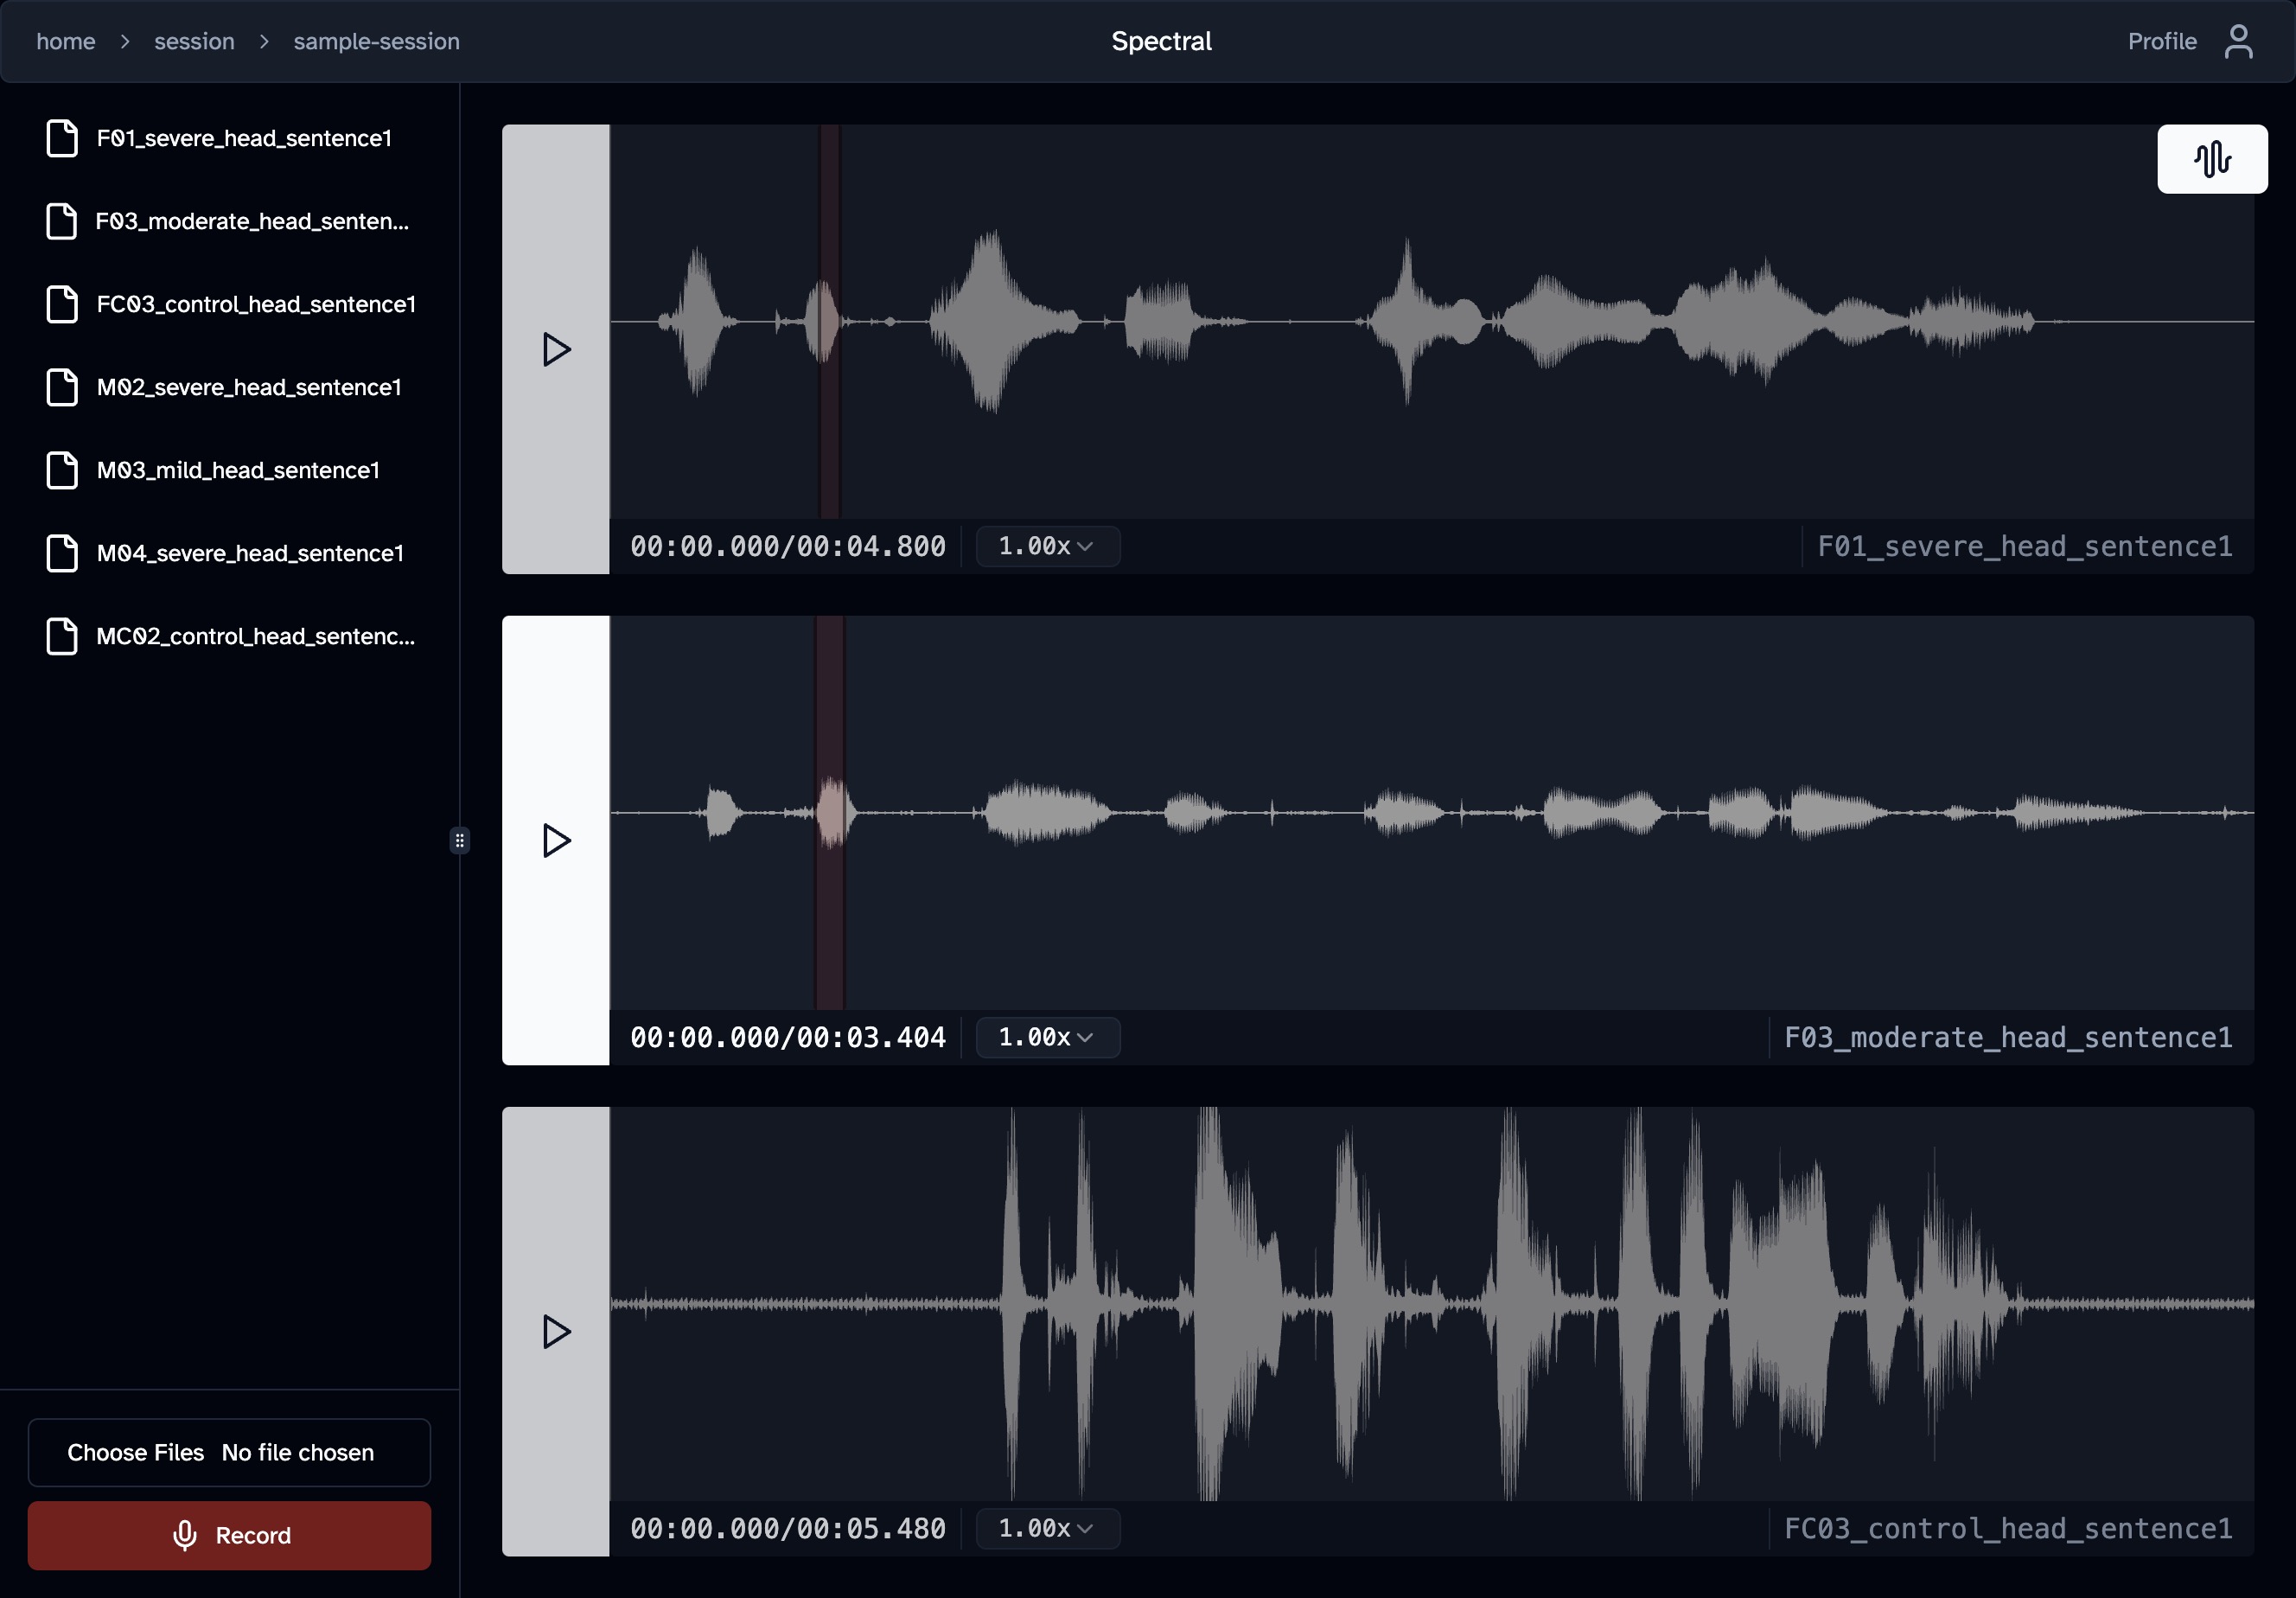 home > session > sample-session
Spectral
Profile
F01_severe_head_sentence1
F03_moderate_head_senten...
FC03_control_head_sentence1
M02_severe_head_sentence1
M03_mild_head_sentence1
M04_severe_head_sentence1
MC02_control_head_sentenc...
Choose Files No file chosen
Record
00:00.000/00:04.800 1.00x F01_severe_head_sentence1
00:00.000/00:03.404 1.00x F03_moderate_head_sentence1
00:00.000/00:05.480 1.00x FC03_control_head_sentence1